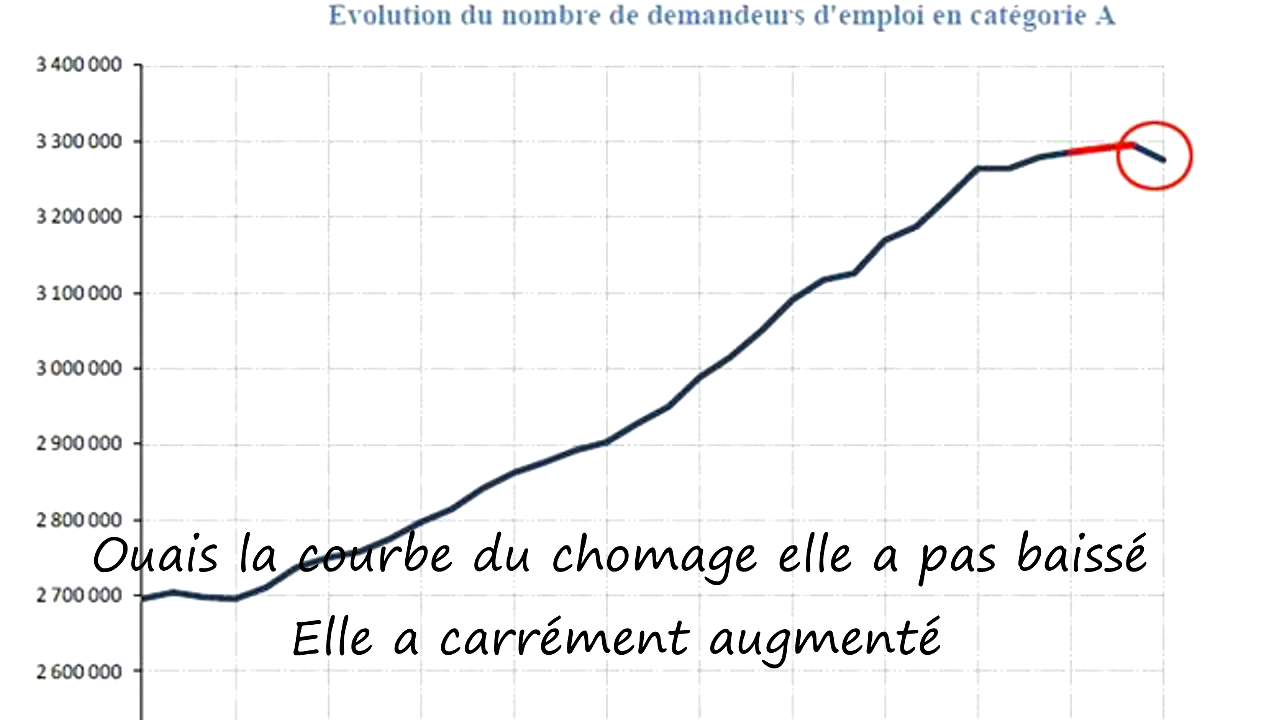 Evolution du nombre de demandeurs d'emploi en catégorie A
3 400 000
3 300 000
3 200 000
3 100 000
3 000 000
2 900 000
2 800 000
2 700 000
2 600 000
Ouais la courbe du chomage elle a pas baissé
Elle a carrément augmenté